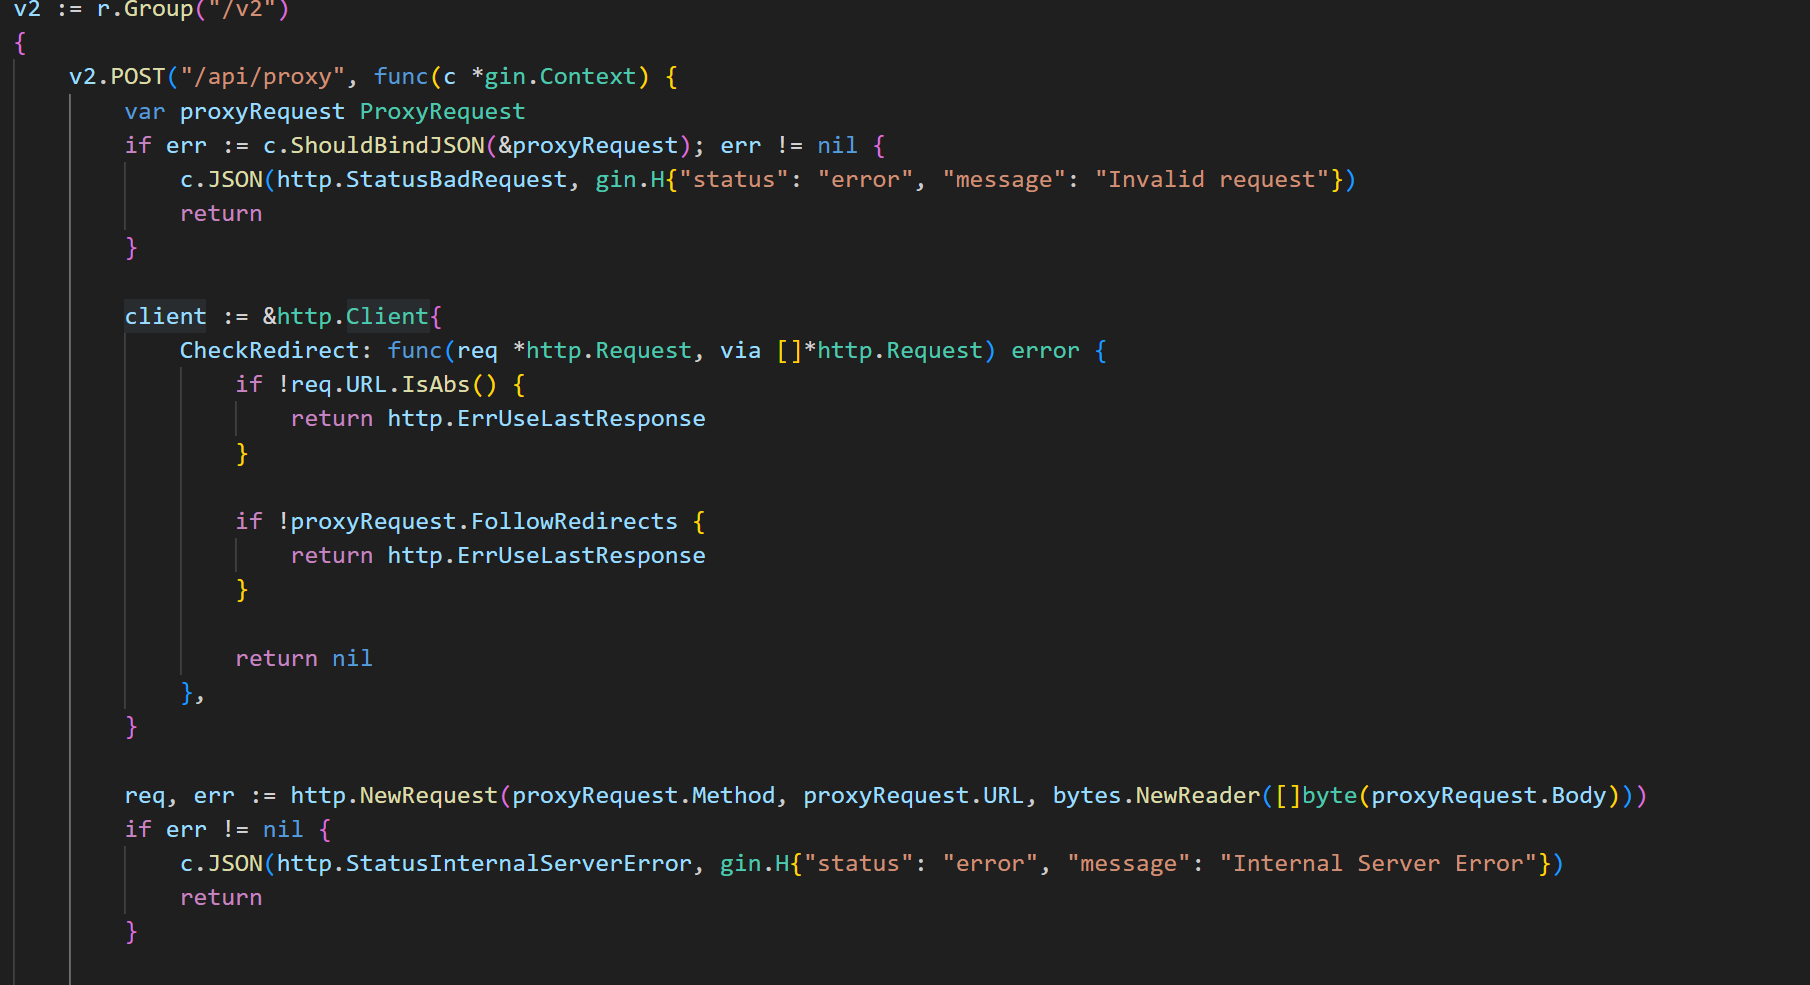 v2 := r.Group("/v2")
{
    v2.POST("/api/proxy", func(c *gin.Context) {
        var proxyRequest ProxyRequest
        if err := c.ShouldBindJSON(&proxyRequest); err != nil {
            c.JSON(http.StatusBadRequest, gin.H{"status": "error", "message": "Invalid request"})
            return
        }

        client := &http.Client{
            CheckRedirect: func(req *http.Request, via []*http.Request) error {
                if !req.URL.IsAbs() {
                    return http.ErrUseLastResponse
                }

                if !proxyRequest.FollowRedirects {
                    return http.ErrUseLastResponse
                }

                return nil
            },
        }

        req, err := http.NewRequest(proxyRequest.Method, proxyRequest.URL, bytes.NewReader([]byte(proxyRequest.Body)))
        if err != nil {
            c.JSON(http.StatusInternalServerError, gin.H{"status": "error", "message": "Internal Server Error"})
            return
        }